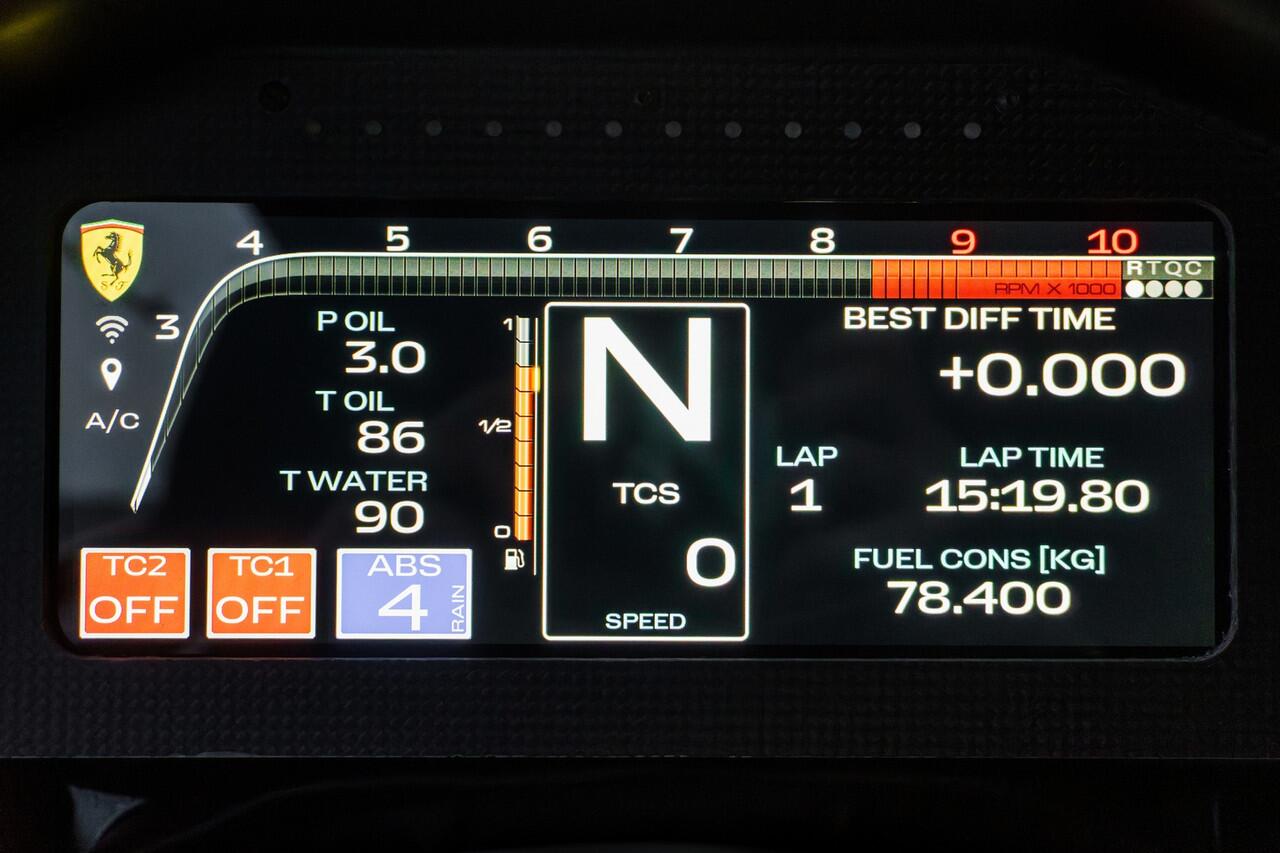 4 5 6 7 8 9 10
RTQC
RPM X 1000
S F
3
A/C
P OIL
3.0
T OIL
86
T WATER
90
1
1/2
0
N
TCS
0
SPEED
BEST DIFF TIME
+0.000
LAP
1
LAP TIME
15:19.80
FUEL CONS [KG]
78.400
TC2
OFF
TC1
OFF
ABS
4
RAIN